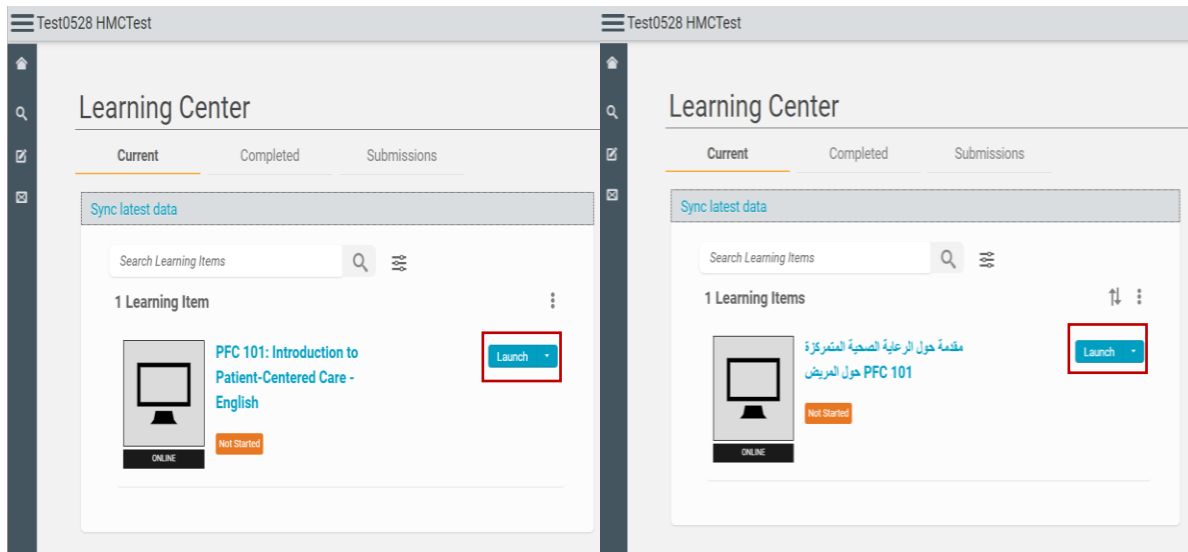 Test0528 HMCTest
Learning Center
Current Completed Submissions
Sync latest data
Search Learning Items
1 Learning Item
PFC 101: Introduction to
Patient-Centered Care -
English
Launch
Not Started
ONLINE
Test0528 HMCTest
Learning Center
Current Completed Submissions
Sync latest data
Search Learning Items
1 Learning Items
مقدمة حول الرعاية الصحية المتمركزة
حول المريض PFC 101
Launch
Not Started
ONLINE